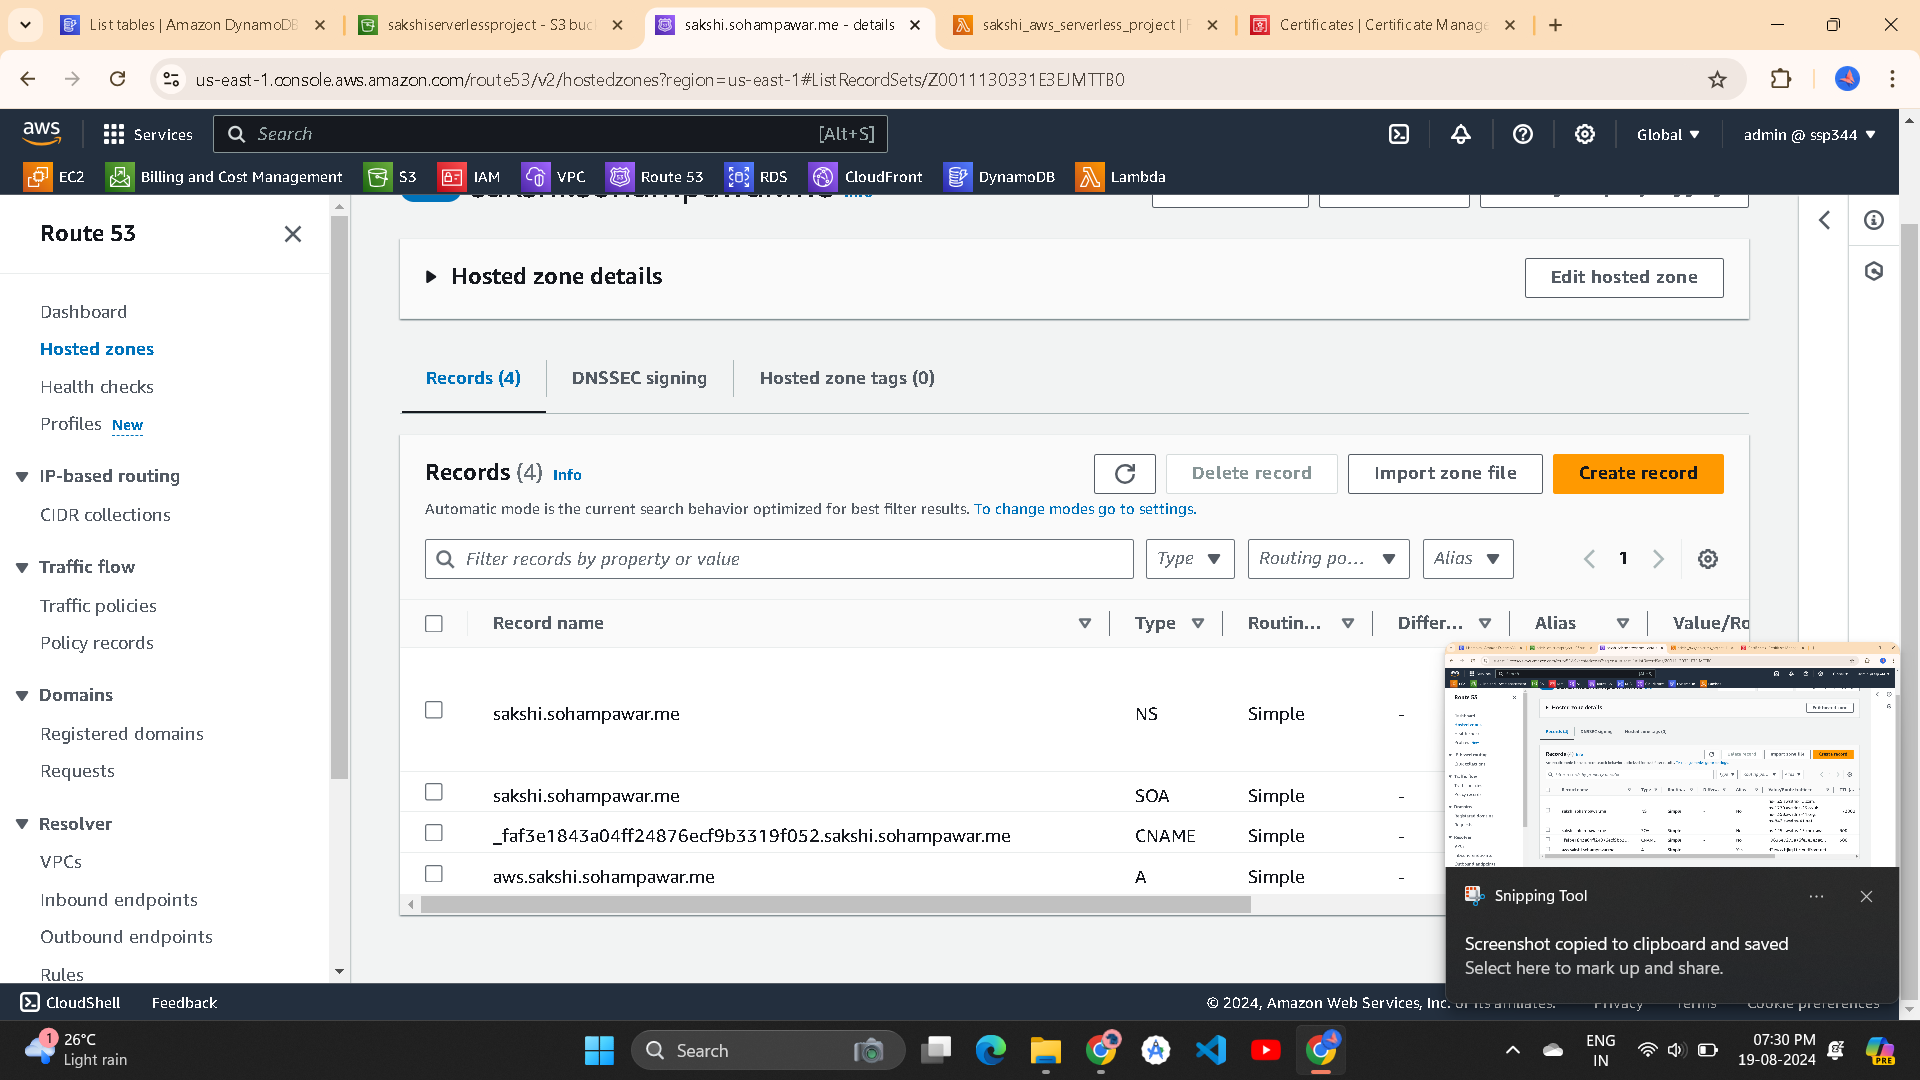 List tables | Amazon DynamoDB
sakshiserverlessproject - S3 buc
sakshi.sohampawar.me - details
sakshi_aws_serverless_project | F
Certificates | Certificate Manage
us-east-1.console.aws.amazon.com/route53/v2/hostedzones?region=us-east-1#ListRecordSets/Z0011130331E3EJMTTB0
aws
Services
Search
[Alt+S]
Global
admin @ ssp344
EC2
Billing and Cost Management
S3
IAM
VPC
Route 53
RDS
CloudFront
DynamoDB
Lambda
Route 53
Dashboard
Hosted zones
Health checks
Profiles New
IP-based routing
CIDR collections
Traffic flow
Traffic policies
Policy records
Domains
Registered domains
Requests
Resolver
VPCs
Inbound endpoints
Outbound endpoints
Rules
sakshi.sohampawar.me Info
Hosted zone details
Edit hosted zone
Records (4)
DNSSEC signing
Hosted zone tags (0)
Records (4) Info
Delete record
Import zone file
Create record
Automatic mode is the current search behavior optimized for best filter results. To change modes go to settings.
Filter records by property or value
Type
Routing po...
Alias
1
Record name
Type
Routin...
Differ...
Alias
Value/Ro
sakshi.sohampawar.me NS Simple -
sakshi.sohampawar.me SOA Simple -
_faf3e1843a04ff24876ecf9b3319f052.sakshi.sohampawar.me CNAME Simple -
aws.sakshi.sohampawar.me A Simple -
Snipping Tool
Screenshot copied to clipboard and saved
Select here to mark up and share.
CloudShell
Feedback
© 2024, Amazon Web Services, Inc. or its affiliates.
Privacy
Terms
Cookie preferences
1
26°C
Light rain
Search
ENG
IN
07:30 PM
19-08-2024
PRE